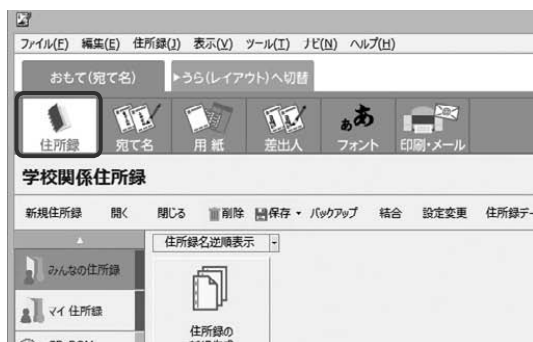 ファイル(F) 編集(E) 住所録(J) 表示(V) ツール(T) ナビ(N) ヘルプ(H)
おもて(宛て名) ▶うら(レイアウト)へ切替
住所録 宛て名 用紙 差出人 フォント 印刷・メール
学校関係住所録
新規住所録 開く 閉じる 削除 保存 バックアップ 結合 設定変更 住所録デー
住所録名逆順表示
みんなの住所録
マイ 住所録
住所録の